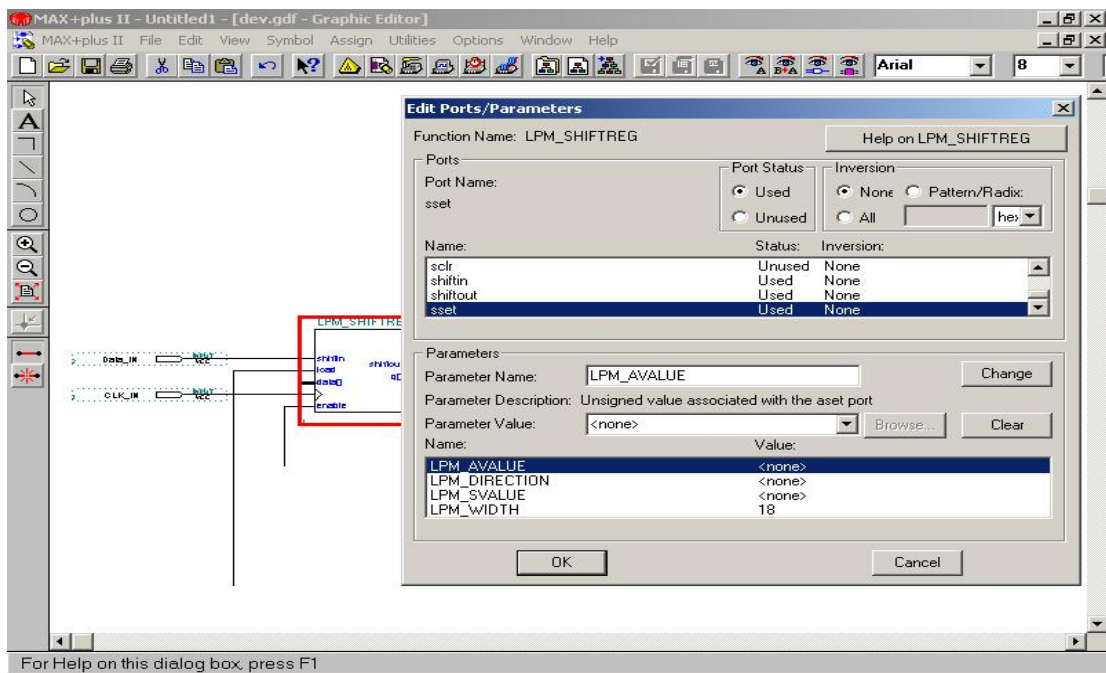 MAX+plus II - Untitled1 - [dev.gdf - Graphic Editor]
MAX+plus II File Edit View Symbol Assign Utilities Options Window Help
Arial 8
Edit Ports/Parameters
Function Name: LPM_SHIFTREG
Help on LPM_SHIFTREG
Ports
Port Name:
sset
Port Status
Used
Unused
Inversion
None Pattern/Radix:
All hex
Name: Status: Inversion:
sclr Unused None
shiftin Used None
shiftout Used None
sset Used None
Parameters
Parameter Name: LPM_AVALUE Change
Parameter Description: Unsigned value associated with the aset port
Parameter Value: <none> Browse... Clear
Name: Value:
LPM_AVALUE <none>
LPM_DIRECTION <none>
LPM_SVALUE <none>
LPM_WIDTH 18
OK Cancel
LPM_SHIFTRE
shiftin shiftou
load
data[]
enable
Data_IN
CLK_IN
For Help on this dialog box, press F1